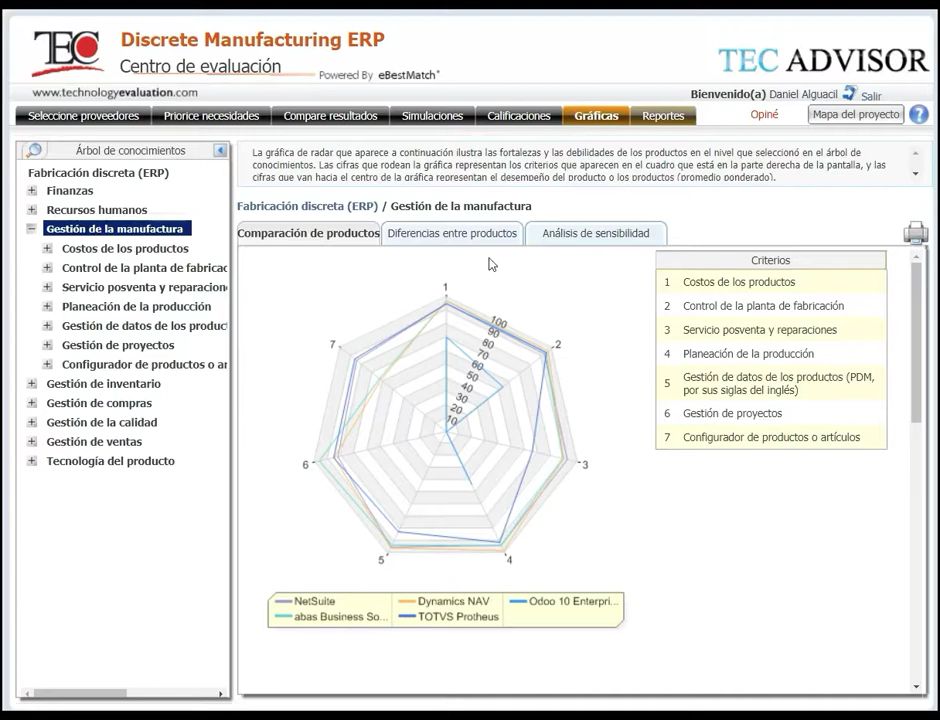 TEC
Discrete Manufacturing ERP
Centro de evaluación
Powered By eBestMatch
www.technologyevaluation.com
TEC ADVISOR
Bienvenido(a) Daniel Alguacil
Salir
Seleccione proveedores
Priorice necesidades
Compare resultados
Simulaciones
Calificaciones
Gráficas
Reportes
Opiné
Mapa del proyecto
?
Árbol de conocimientos
Fabricación discreta (ERP)
Finanzas
Recursos humanos
Gestión de la manufactura
Costos de los productos
Control de la planta de fabricac
Servicio posventa y reparacion
Planeación de la producción
Gestión de datos de los produc
Gestión de proyectos
Configurador de productos o ar
Gestión de inventario
Gestión de compras
Gestión de la calidad
Gestión de ventas
Tecnología del producto
La gráfica de radar que aparece a continuación ilustra las fortalezas y las debilidades de los productos en el nivel que seleccionó en el árbol de
conocimientos. Las cifras que rodean la gráfica representan los criterios que aparecen en el cuadro que está en la parte derecha de la pantalla, y las
cifras que van hacia el centro de la gráfica representan el desempeño del producto o los productos (promedio ponderado).
Fabricación discreta (ERP) / Gestión de la manufactura
Comparación de productos
Diferencias entre productos
Análisis de sensibilidad
1
2
3
4
5
6
7
100
90
80
70
60
50
40
30
20
10
NetSuite
Dynamics NAV
Odoo 10 Enterpri...
abas Business So...
TOTVS Protheus
Criterios
1 Costos de los productos
2 Control de la planta de fabricación
3 Servicio posventa y reparaciones
4 Planeación de la producción
5 Gestión de datos de los productos (PDM,
por sus siglas del inglés)
6 Gestión de proyectos
7 Configurador de productos o artículos